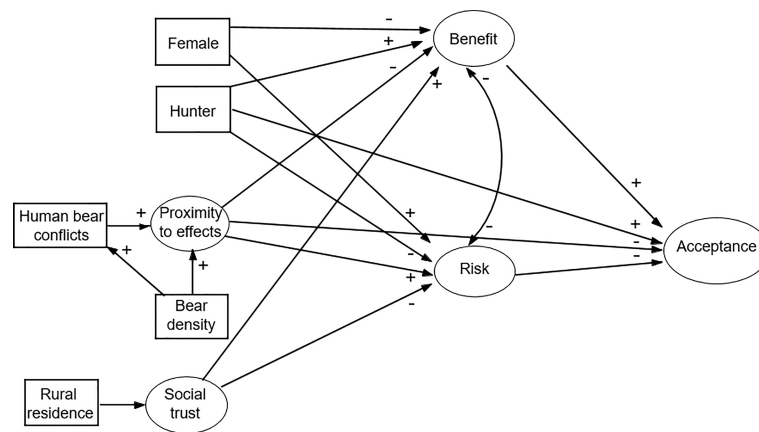 Female
Hunter
Human bear
conflicts
Proximity
to effects
Bear
density
Rural
residence
Social
trust
Benefit
Risk
Acceptance
-
+
-
+
-
+
-
+
-
-
+
+
-
-
+
+
+